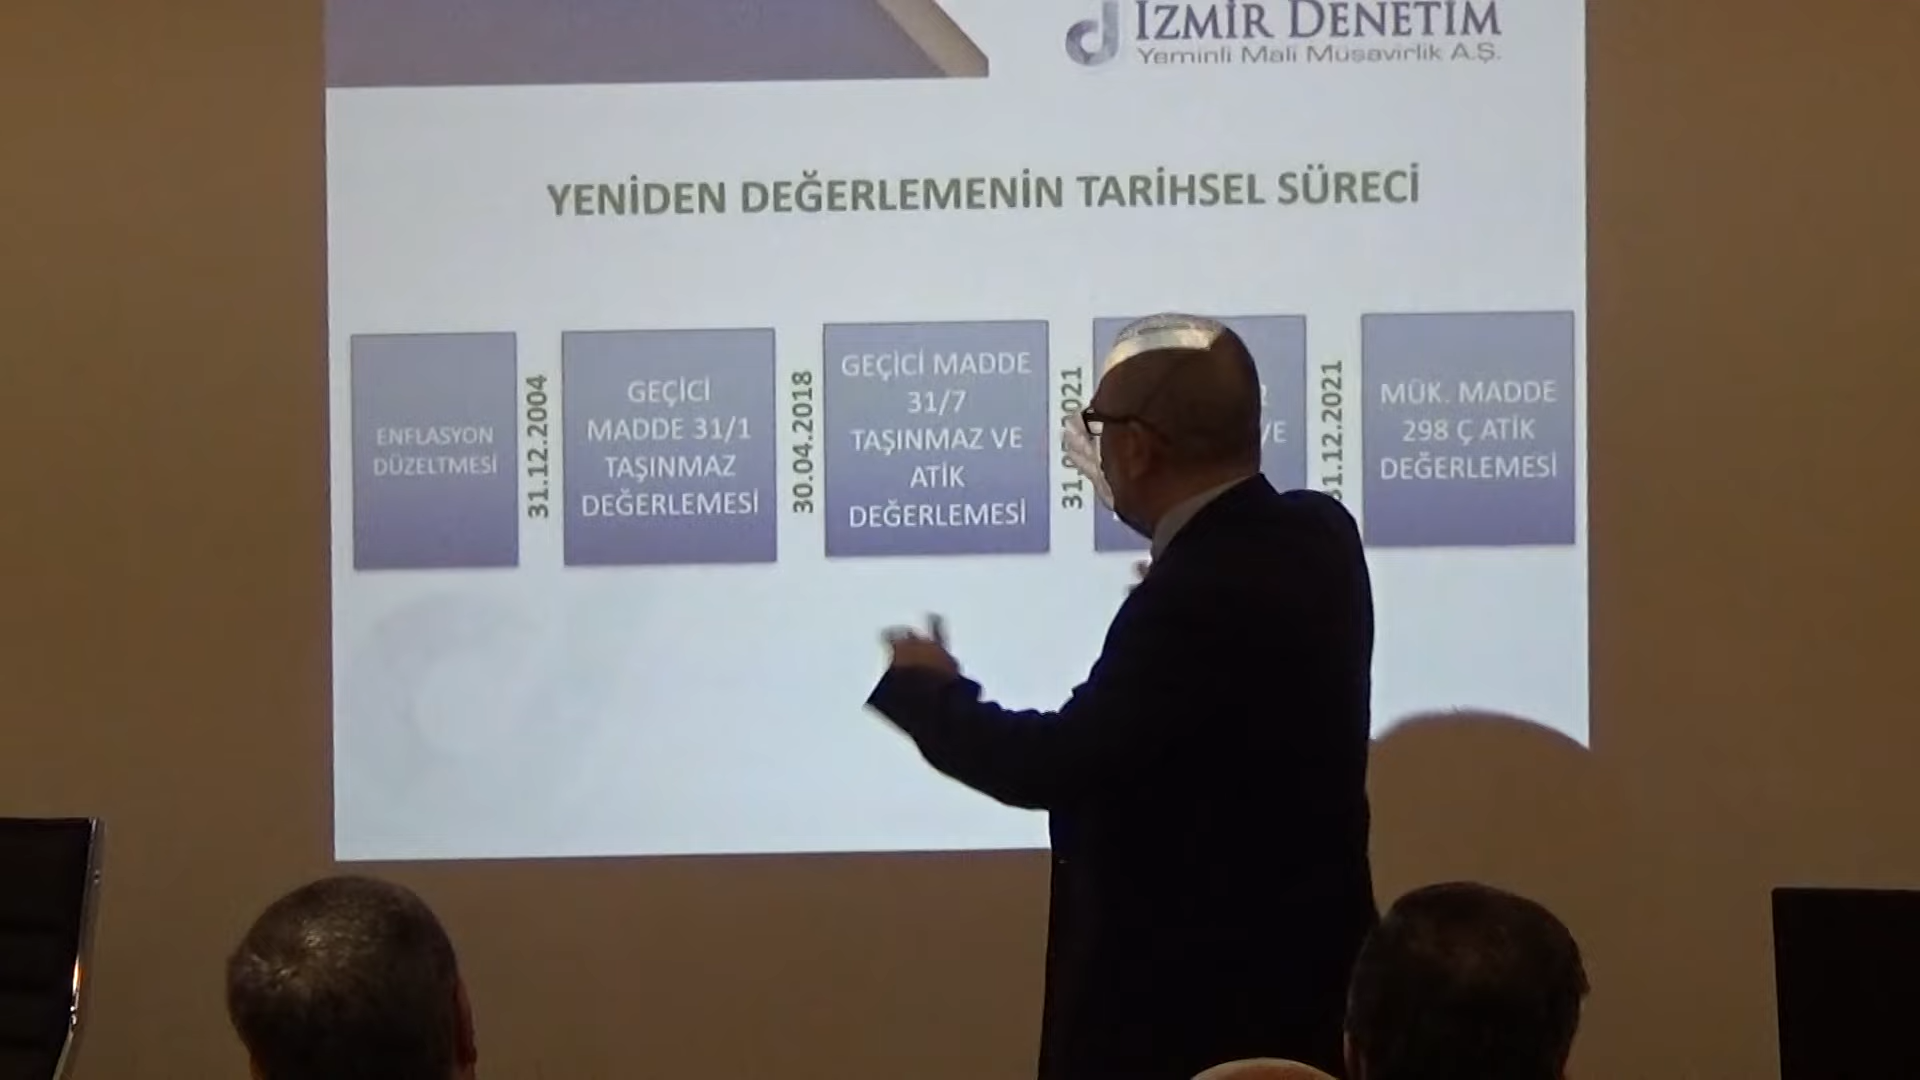 İZMİR DENETİM
Yeminli Mali Müşavirlik A.Ş.
YENİDEN DEĞERLEMENİN TARİHSEL SÜRECİ
ENFLASYON
DÜZELTMESİ
31.12.2004
GEÇİCİ
MADDE 31/1
TAŞINMAZ
DEĞERLEMESİ
30.04.2018
GEÇİCİ MADDE
31/7
TAŞINMAZ VE
ATİK
DEĞERLEMESİ
VE
31.12.2021
MÜK. MADDE
298 Ç ATİK
DEĞERLEMESİ